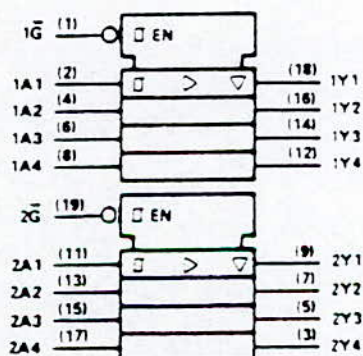 1G̅ (1) EN
1A1 (2) (18) 1Y1
1A2 (4) (16) 1Y2
1A3 (6) (14) 1Y3
1A4 (8) (12) 1Y4
2G̅ (19) EN
2A1 (11) (9) 2Y1
2A2 (13) (7) 2Y2
2A3 (15) (5) 2Y3
2A4 (17) (3) 2Y4